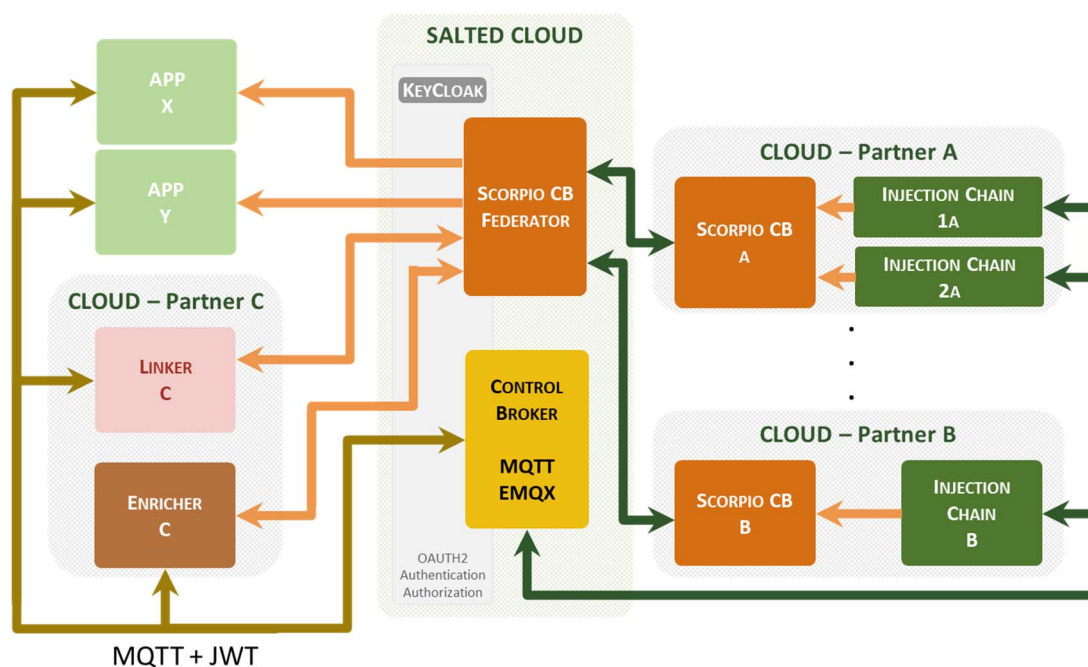 SALTED CLOUD
KEYCLOAK
APP
X
APP
Y
SCORPIO CB
FEDERATOR
CLOUD – Partner A
SCORPIO CB
A
INJECTION CHAIN
1A
INJECTION CHAIN
2A
CLOUD – Partner C
LINKER
C
ENRICHER
C
CONTROL
BROKER
MQTT
EMQX
CLOUD – Partner B
SCORPIO CB
B
INJECTION
CHAIN
B
OAUTH2
Authentication
Authorization
MQTT + JWT